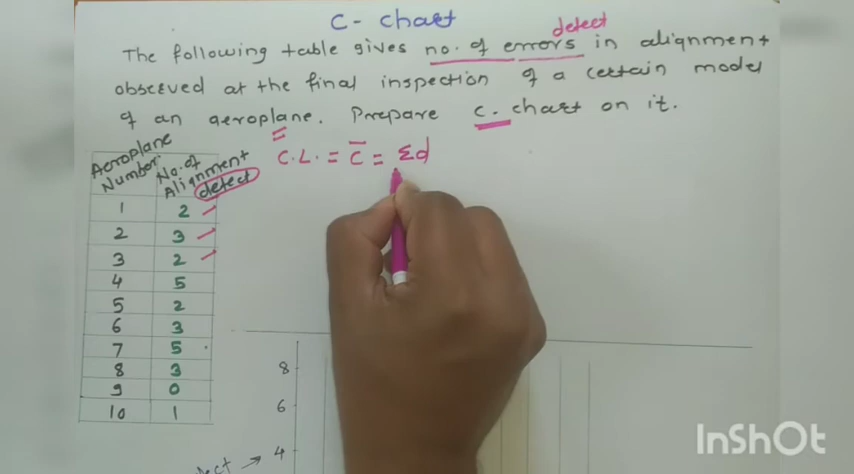 C - chart
defect
The following table gives no. of errors in alignment
observed at the final inspection of a certain model
of an aeroplane. Prepare c. chart on it.
Aeroplane Number. No. of Alignment defect
1 2
2 3
3 2
4 5
5 2
6 3
7 5
8 3
9 0
10 1
C.L. = c̅ = Σd
8
6
4
InShOt